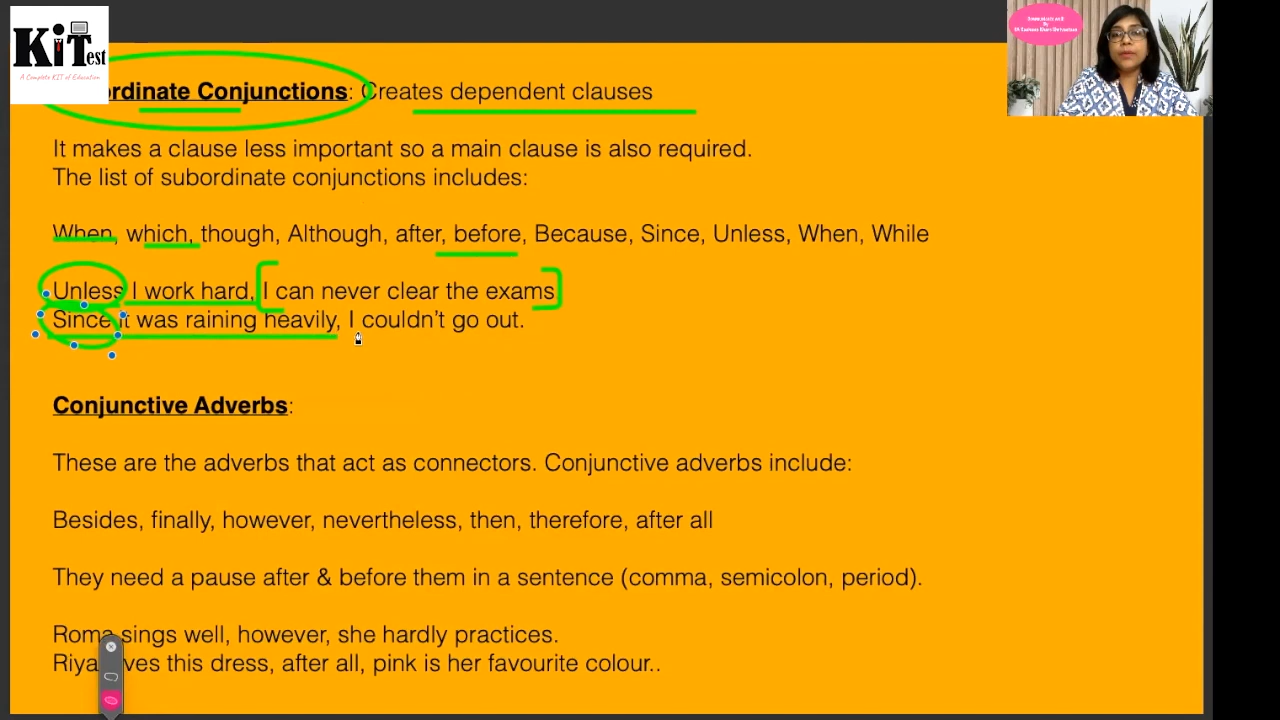 KiTest
A Complete KIT of Education
ordinate Conjunctions: Creates dependent clauses
It makes a clause less important so a main clause is also required.
The list of subordinate conjunctions includes:
When, which, though, Although, after, before, Because, Since, Unless, When, While
Unless I work hard, I can never clear the exams
Since it was raining heavily, I couldn't go out.
Conjunctive Adverbs:
These are the adverbs that act as connectors. Conjunctive adverbs include:
Besides, finally, however, nevertheless, then, therefore, after all
They need a pause after & before them in a sentence (comma, semicolon, period).
Roma sings well, however, she hardly practices.
Riya ves this dress, after all, pink is her favourite colour..